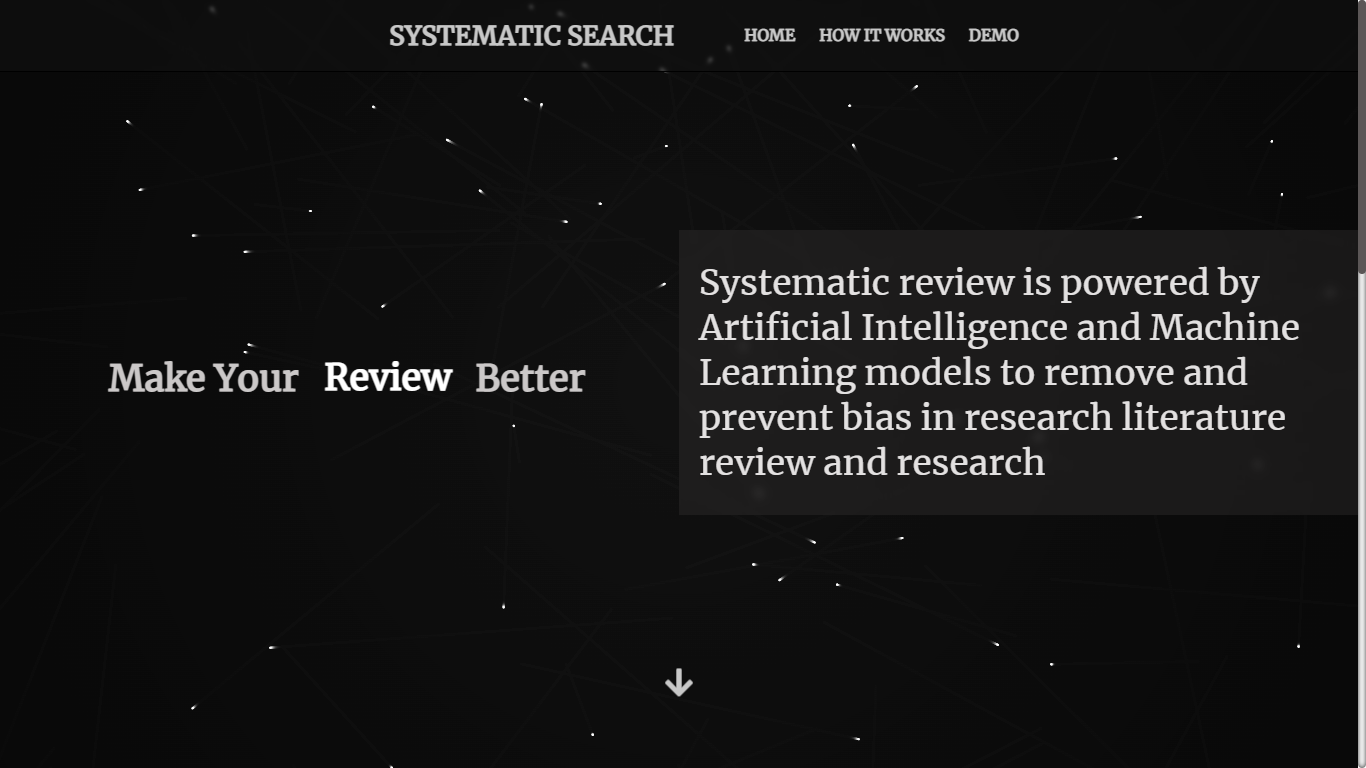 SYSTEMATIC SEARCH HOME HOW IT WORKS DEMO
Make Your Review Better
Systematic review is powered by
Artificial Intelligence and Machine
Learning models to remove and
prevent bias in research literature
review and research